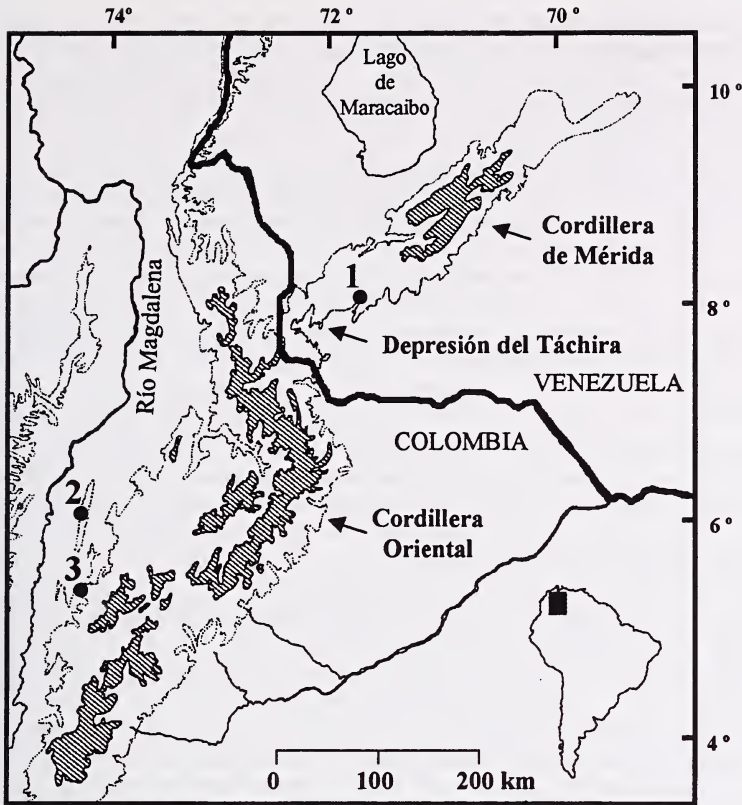 74°
72°
70°
Lago
de
Maracaibo
10°
Cordillera
de Mérida
1
8°
Río Magdalena
Depresión del Táchira
VENEZUELA
COLOMBIA
2
6°
Cordillera
Oriental
3
4°
0 100 200 km